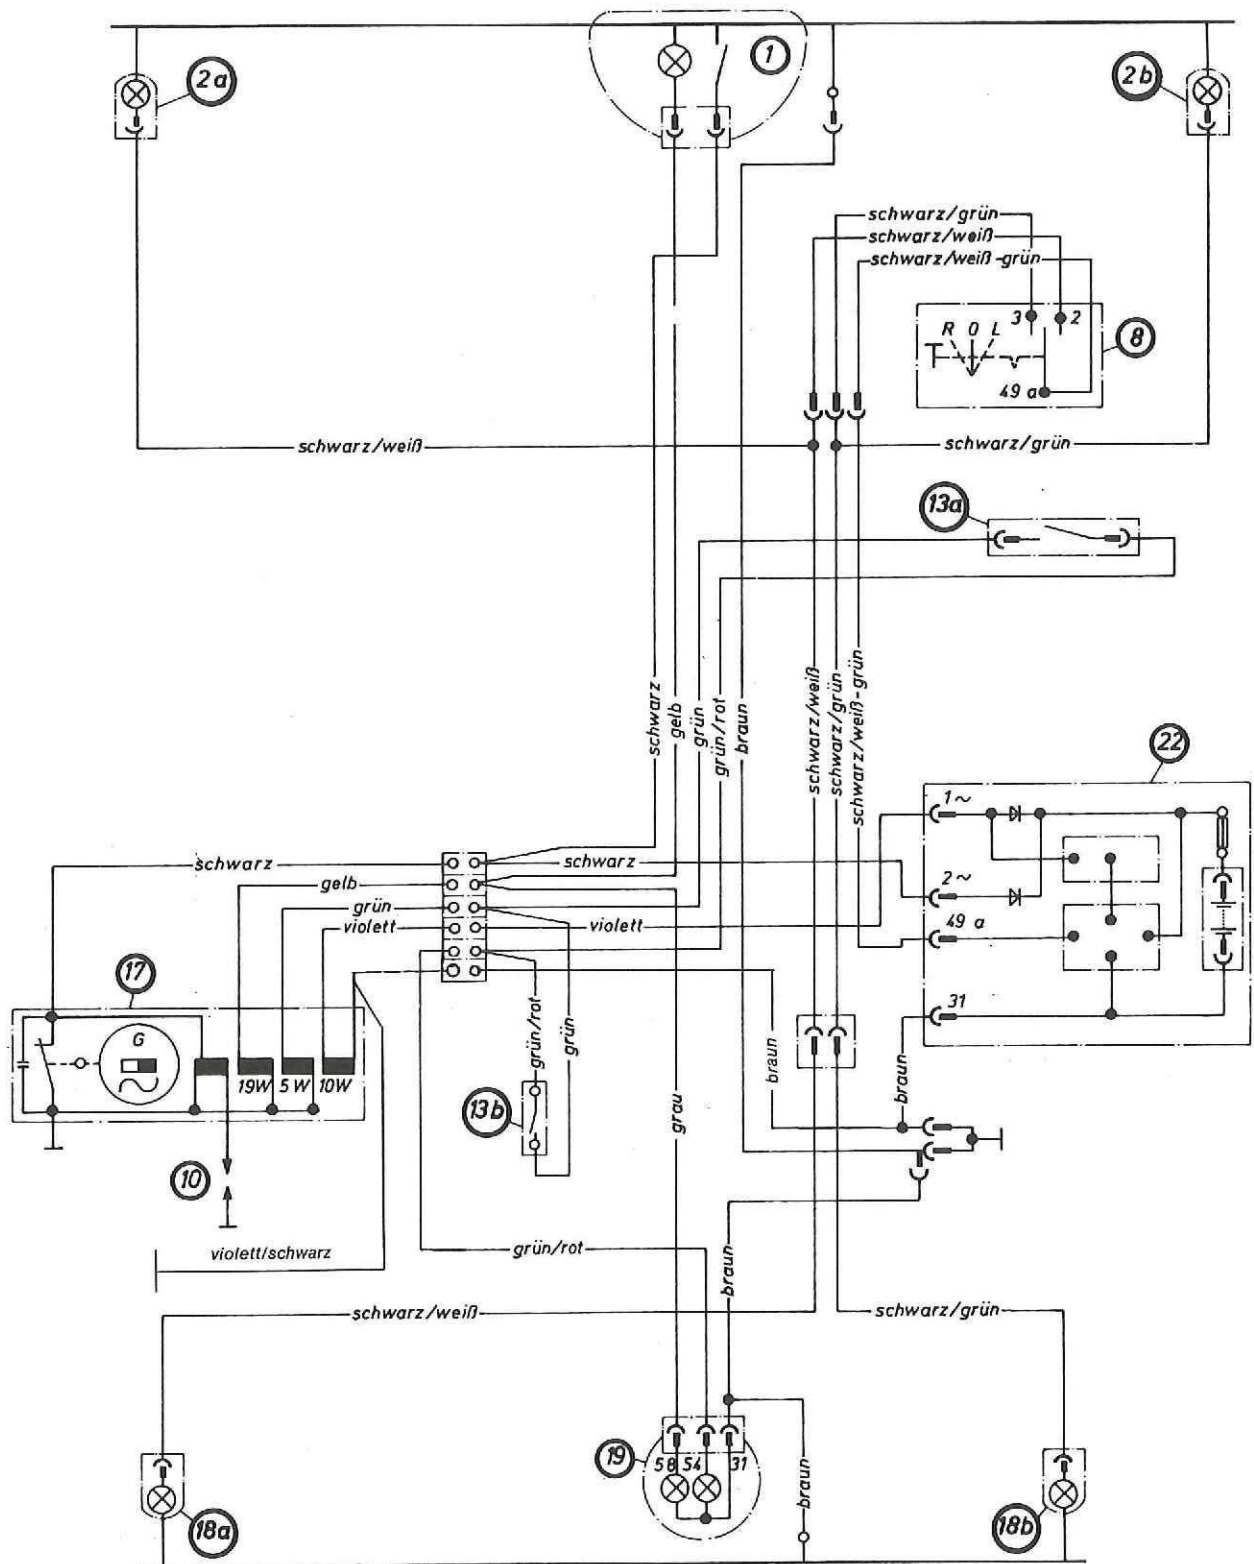 1
2a
2b
schwarz/grün
schwarz/weiß
schwarz/weiß-grün
3
2
R O L
8
49 a
schwarz/weiß
schwarz/grün
13a
schwarz
gelb
grün
grün/rot
braun
schwarz/weiß
schwarz/grün
schwarz/weiß-grün
22
1~
schwarz
schwarz
gelb
2~
grün
violett
violett
49 a
17
31
G
grün/rot
grün
braun
braun
19W
5W
10W
13b
grau
10
violett/schwarz
grün/rot
braun
schwarz/weiß
schwarz/grün
19
58
54
31
braun
18a
18b